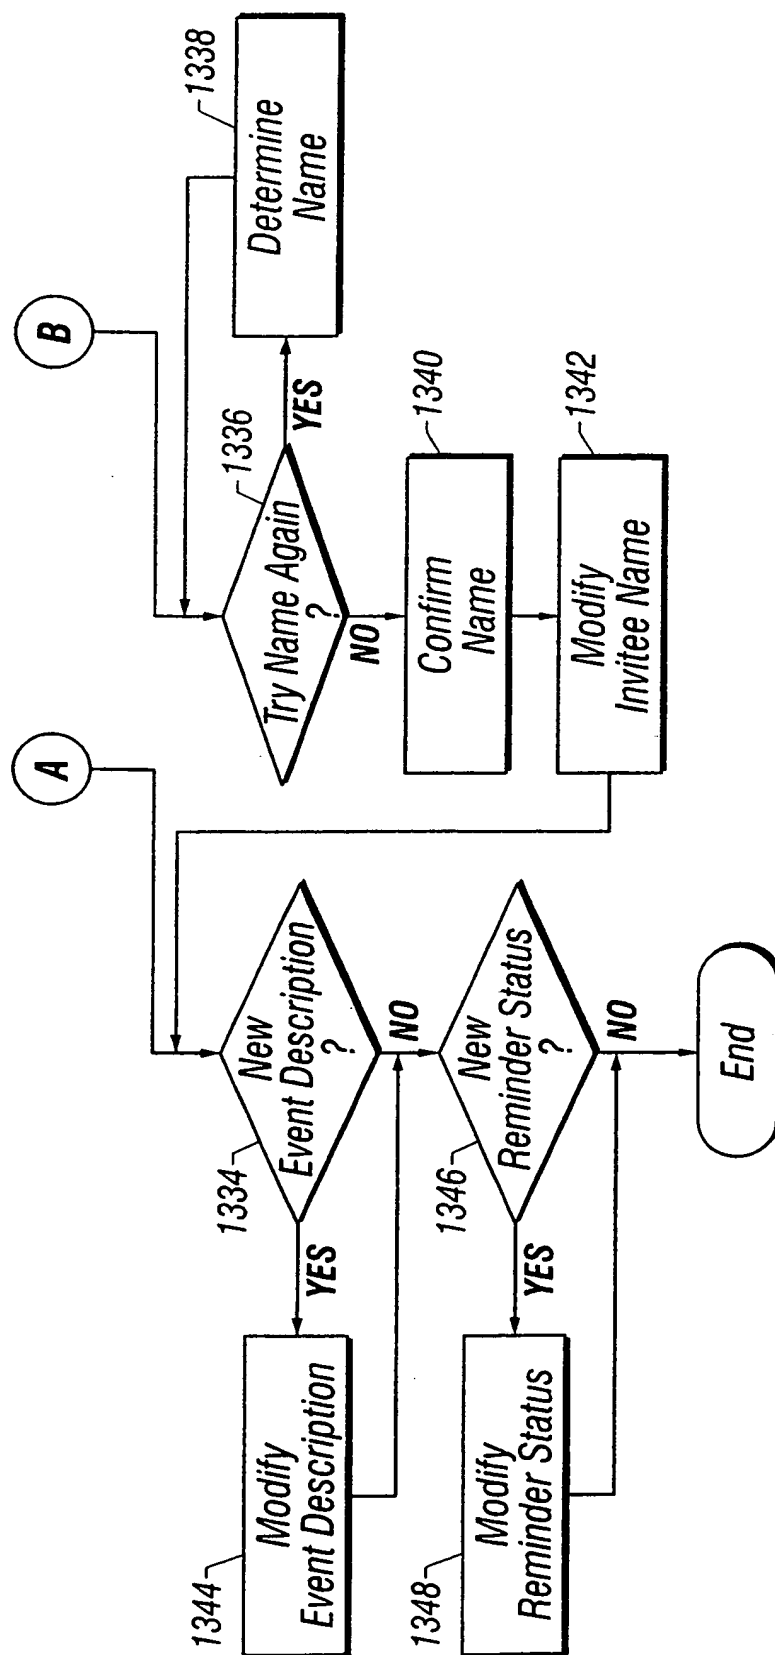 A
B
1334
New
Event Description
?
YES
NO
1344
Modify
Event Description
1346
New
Reminder Status
?
YES
NO
1348
Modify
Reminder Status
End
1336
Try Name Again
?
YES
NO
1338
Determine
Name
1340
Confirm
Name
1342
Modify
Invitee Name